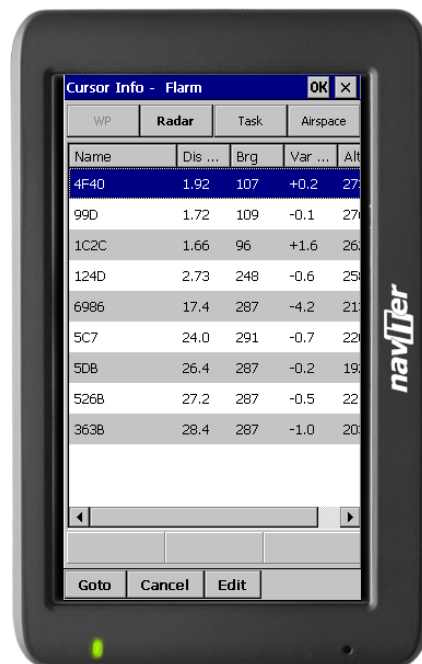 Cursor Info - Flarm OK ×
WP Radar Task Airspace
Name Dis ... Brg Var ... Alt
4F40 1.92 107 +0.2
99D 1.72 109 -0.1
1C2C 1.66 96 +1.6
124D 2.73 248 -0.6
6986 17.4 287 -4.2
5C7 24.0 291 -0.7
5DB 26.4 287 -0.2
526B 27.2 287 -0.5
363B 28.4 287 -1.0
Goto Cancel Edit
naviter